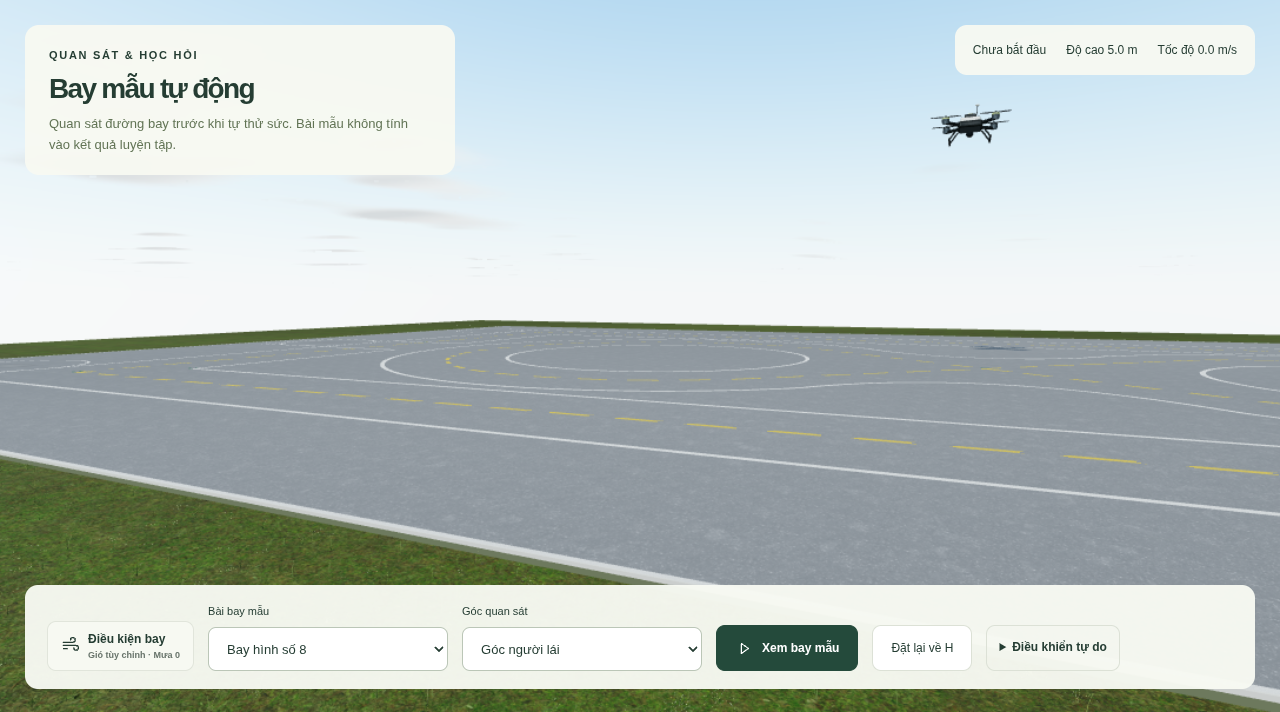 QUAN SÁT & HỌC HỎI
Bay mẫu tự động
Quan sát đường bay trước khi tự thử sức. Bài mẫu không tính
vào kết quả luyện tập.
Chưa bắt đầu
Độ cao 5.0 m
Tốc độ 0.0 m/s
Điều kiện bay
Gió tùy chỉnh · Mưa 0
Bài bay mẫu
Bay hình số 8
Góc quan sát
Góc người lái
Xem bay mẫu
Đặt lại về H
Điều khiển tự do